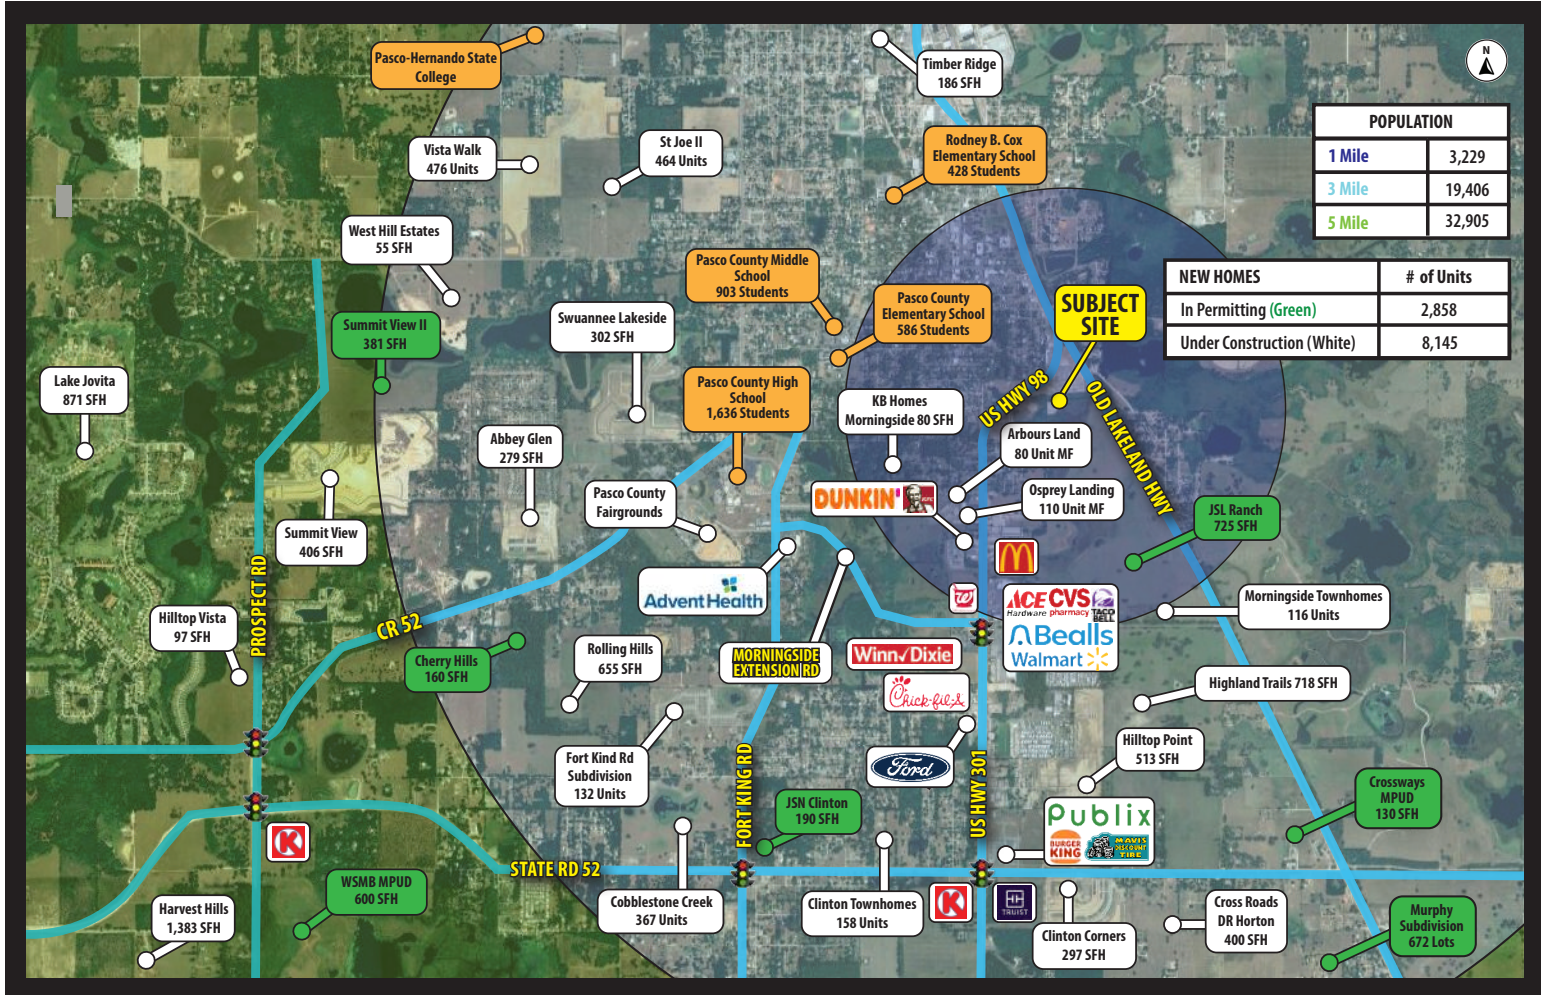 Pasco-Hernando State
College
Timber Ridge
186 SFH
N
POPULATION
1 Mile 3,229
3 Mile 19,406
5 Mile 32,905
Vista Walk
476 Units
St Joe II
464 Units
Rodney B. Cox
Elementary School
428 Students
West Hill Estates
55 SFH
Pasco County Middle
School
903 Students
Pasco County
Elementary School
586 Students
SUBJECT
SITE
NEW HOMES # of Units
In Permitting (Green) 2,858
Under Construction (White) 8,145
Summit View II
381 SFH
Swuannee Lakeside
302 SFH
Lake Jovita
871 SFH
Pasco County High
School
1,636 Students
KB Homes
Morningside 80 SFH
US HWY 98
OLD LAKELAND HWY
Abbey Glen
279 SFH
Arbours Land
80 Unit MF
Pasco County
Fairgrounds
DUNKIN'
KFC
Osprey Landing
110 Unit MF
JSL Ranch
725 SFH
Summit View
406 SFH
PROSPECT RD
AdventHealth
W
ACE
Hardware
CVS
pharmacy
TACO
BELL
Bealls
Walmart
Morningside Townhomes
116 Units
Hilltop Vista
97 SFH
CR 52
Cherry Hills
160 SFH
Rolling Hills
655 SFH
MORNINGSIDE
EXTENSION RD
Winn Dixie
Chick-fil-A
Highland Trails 718 SFH
Fort Kind Rd
Subdivision
132 Units
FORT KING RD
Ford
US HWY 301
Hilltop Point
513 SFH
JSN Clinton
190 SFH
Publix
BURGER
KING
MAVIS
DISCOUNT
TIRE
Crossways
MPUD
130 SFH
K
STATE RD 52
WSMB MPUD
600 SFH
Harvest Hills
1,383 SFH
Cobblestone Creek
367 Units
Clinton Townhomes
158 Units
K
TRUIST
Clinton Corners
297 SFH
Cross Roads
DR Horton
400 SFH
Murphy
Subdivision
672 Lots